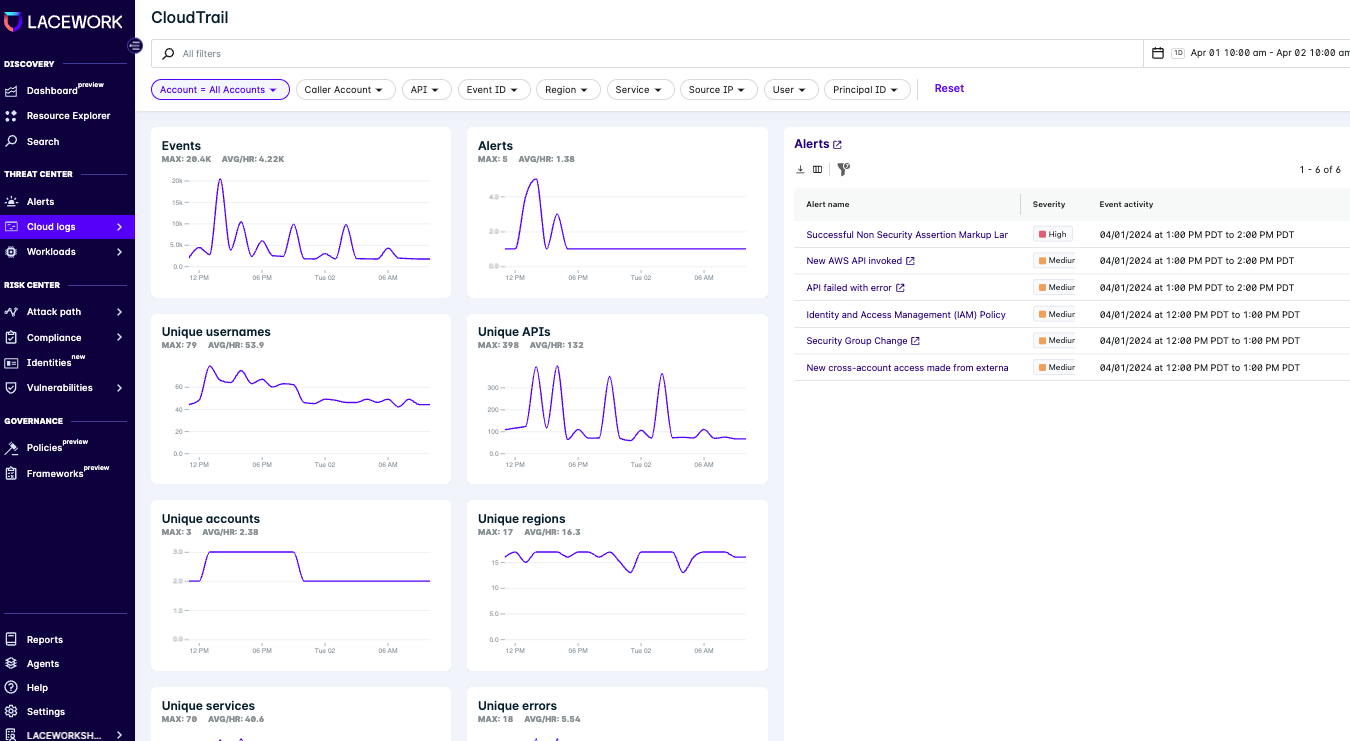 LACEWORK
DISCOVERY
Dashboard preview
Resource Explorer
Search
THREAT CENTER
Alerts
Cloud logs
Workloads
RISK CENTER
Attack path
Compliance
Identities new
Vulnerabilities
GOVERNANCE
Policies preview
Frameworks preview
Reports
Agents
Help
Settings
LACEWORKSH...
CloudTrail
All filters
1D Apr 01 10:00 am - Apr 02 10:00 am
Account = All Accounts Caller Account API Event ID Region Service Source IP User Principal ID Reset
Events
MAX: 20.4K AVG/HR: 4.22K
20k
15k
10k
5.0k
0.0
12 PM 06 PM Tue 02 06 AM
Alerts
MAX: 5 AVG/HR: 1.38
4.0
2.0
0.0
12 PM 06 PM Tue 02 06 AM
Unique usernames
MAX: 79 AVG/HR: 53.9
60
40
20
0.0
12 PM 06 PM Tue 02 06 AM
Unique APIs
MAX: 398 AVG/HR: 132
300
200
100
0.0
12 PM 06 PM Tue 02 06 AM
Unique accounts
MAX: 3 AVG/HR: 2.38
3.0
2.0
1.0
0.0
12 PM 06 PM Tue 02 06 AM
Unique regions
MAX: 17 AVG/HR: 16.3
15
10
5.0
0.0
12 PM 06 PM Tue 02 06 AM
Unique services
MAX: 70 AVG/HR: 40.6
Unique errors
MAX: 18 AVG/HR: 5.54
Alerts
1 - 6 of 6
Alert name Severity Event activity
Successful Non Security Assertion Markup Lar High 04/01/2024 at 1:00 PM PDT to 2:00 PM PDT
New AWS API invoked Mediur 04/01/2024 at 1:00 PM PDT to 2:00 PM PDT
API failed with error Mediur 04/01/2024 at 1:00 PM PDT to 2:00 PM PDT
Identity and Access Management (IAM) Policy Mediur 04/01/2024 at 12:00 PM PDT to 1:00 PM PDT
Security Group Change Mediur 04/01/2024 at 12:00 PM PDT to 1:00 PM PDT
New cross-account access made from externa Mediur 04/01/2024 at 12:00 PM PDT to 1:00 PM PDT